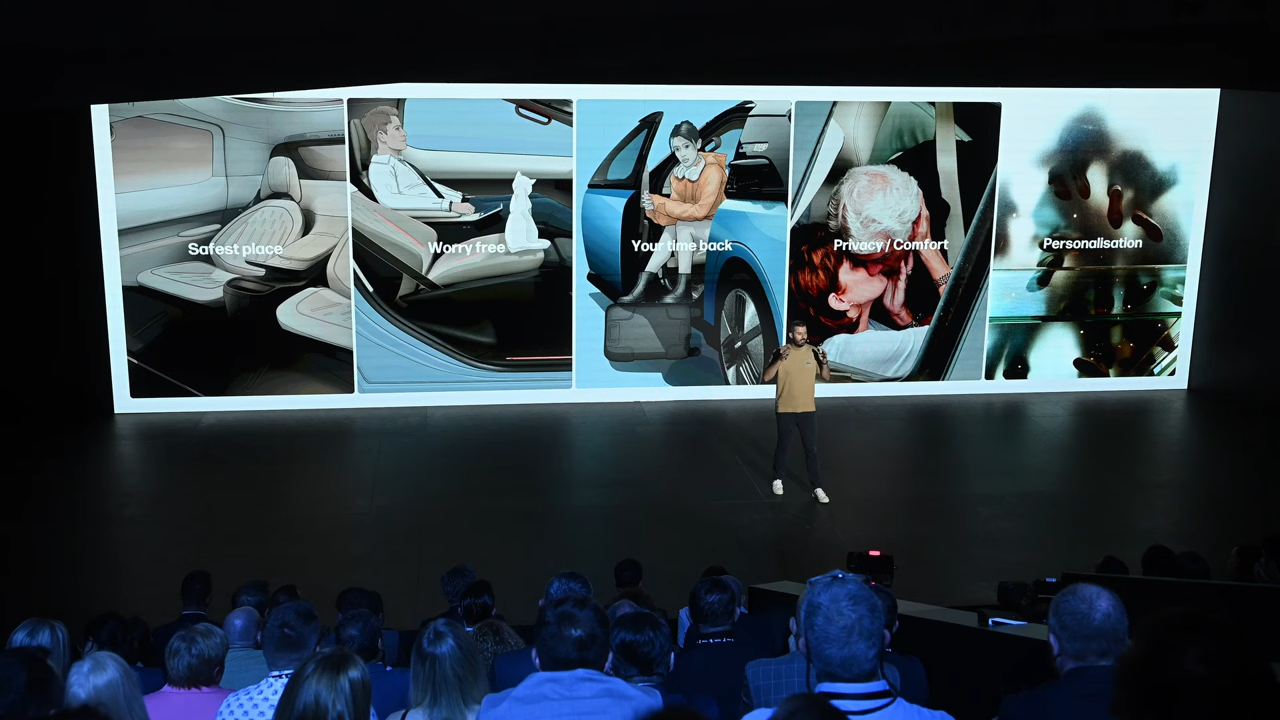 Safest place
Worry free
Your time back
Privacy / Comfort
Personalisation